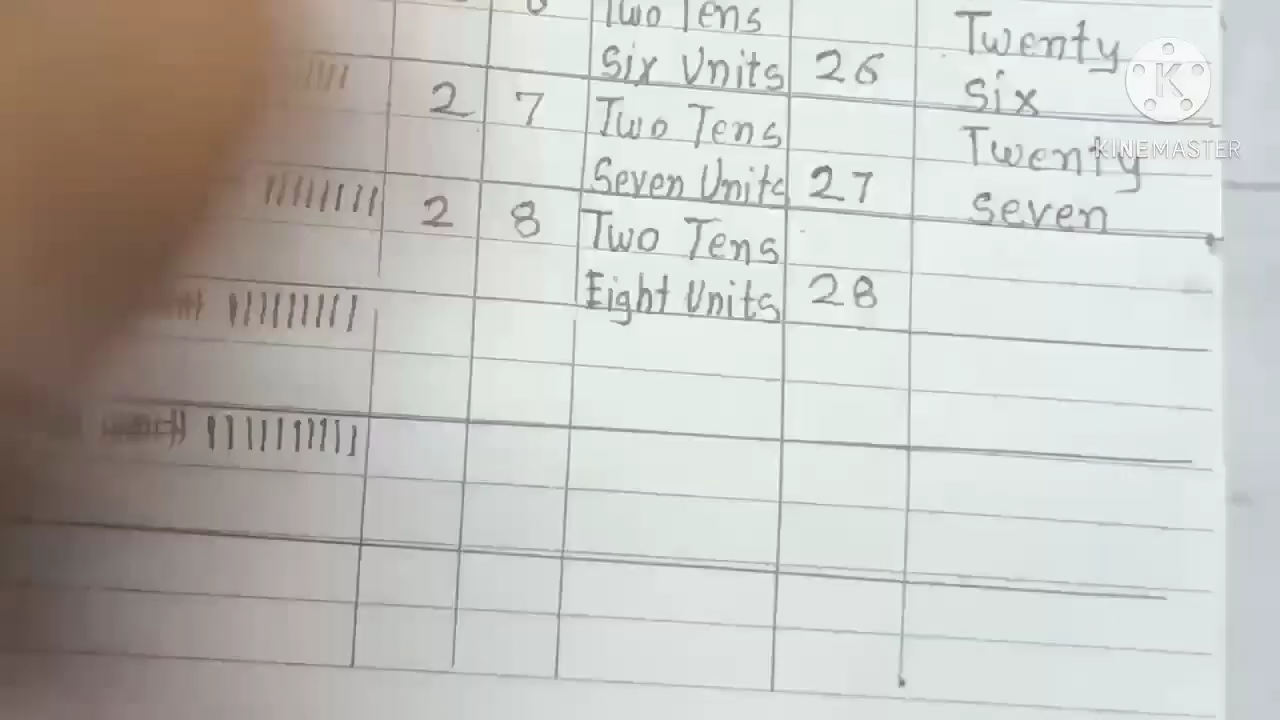 Two Tens
Twenty
Six Units 26
six
2 7 Two Tens
Twenty
KINEMASTER
Seven Units 27
seven
2 8 Two Tens
Eight Units 28